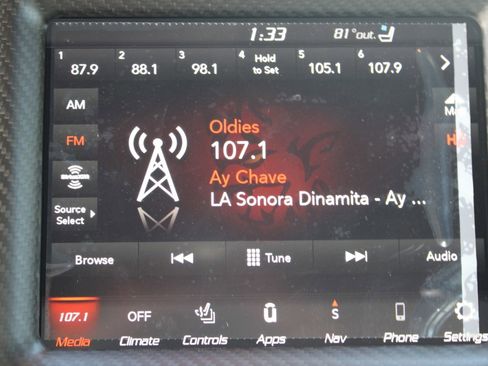 1:33 81° out.
1 2 3 4 Hold 5 6
87.9 88.1 98.1 to Set 105.1 107.9
AM
FM
Source
Select
Oldies
107.1
Ay Chave
LA Sonora Dinamita - Ay ...
Browse Tune Audio
107.1 OFF S
Media Climate Controls Apps Nav Phone Settings